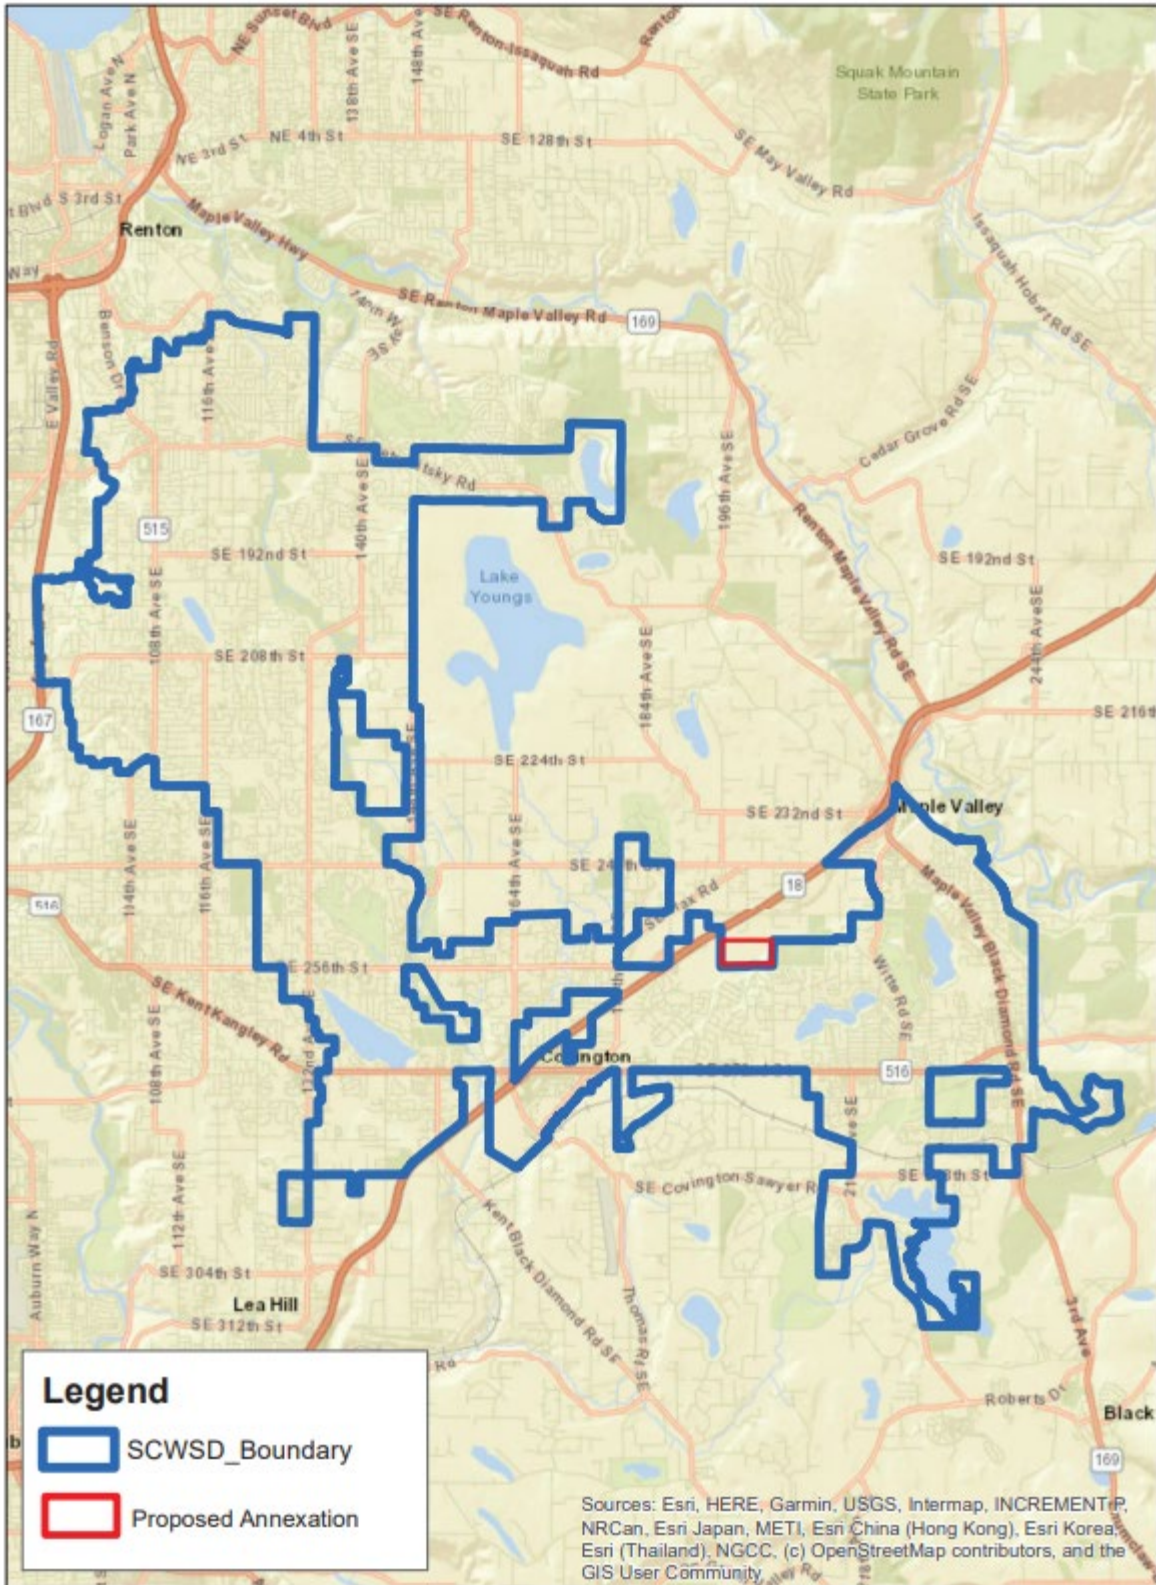 SE Renton Issaquah Rd
NE Sunset Blvd
138th Ave SE
148th Ave SE
Renton
Squak Mountain
State Park
Logan Ave N
Park Ave N
NE 3rd St
NE 4th St
SE 128th St
SE May Valley Rd
S 3rd St
Renton
Maple Valley Hwy
Issaquah Hobart Rd SE
Way
SE Renton Maple Valley Rd
169
Benson Dr
E Valley Rd
116th Ave
Cedar Grove Rd SE
tsky Rd
140th Ave SE
196th Ave SE
Renton Maple Valley Rd SE
515
SE 192nd St
SE 192nd St
Lake
Youngs
108th Ave SE
184th Ave SE
244th Ave SE
SE 208th St
167
SE 216th
SE 224th St
SE 232nd St
Maple Valley
104th Ave SE
116th Ave SE
164th Ave SE
18
516
Maple Valley Black Diamond Rd SE
SE 256th St
Witte Rd SE
SE Kent Kangley Rd
108th Ave SE
Covington
516
112th Ave SE
SE Covington Sawyer R
Auburn Way N
Kent Black Diamond Rd SE
SE 304th St
Lea Hill
SE 312th St
Thomas Rd SE
3rd Ave
Rd
Roberts Dr
Black
169
Legend
SCWSD_Boundary
Proposed Annexation
Sources: Esri, HERE, Garmin, USGS, Intermap, INCREMENT P,
NRCan, Esri Japan, METI, Esri China (Hong Kong), Esri Korea,
Esri (Thailand), NGCC, (c) OpenStreetMap contributors, and the
GIS User Community